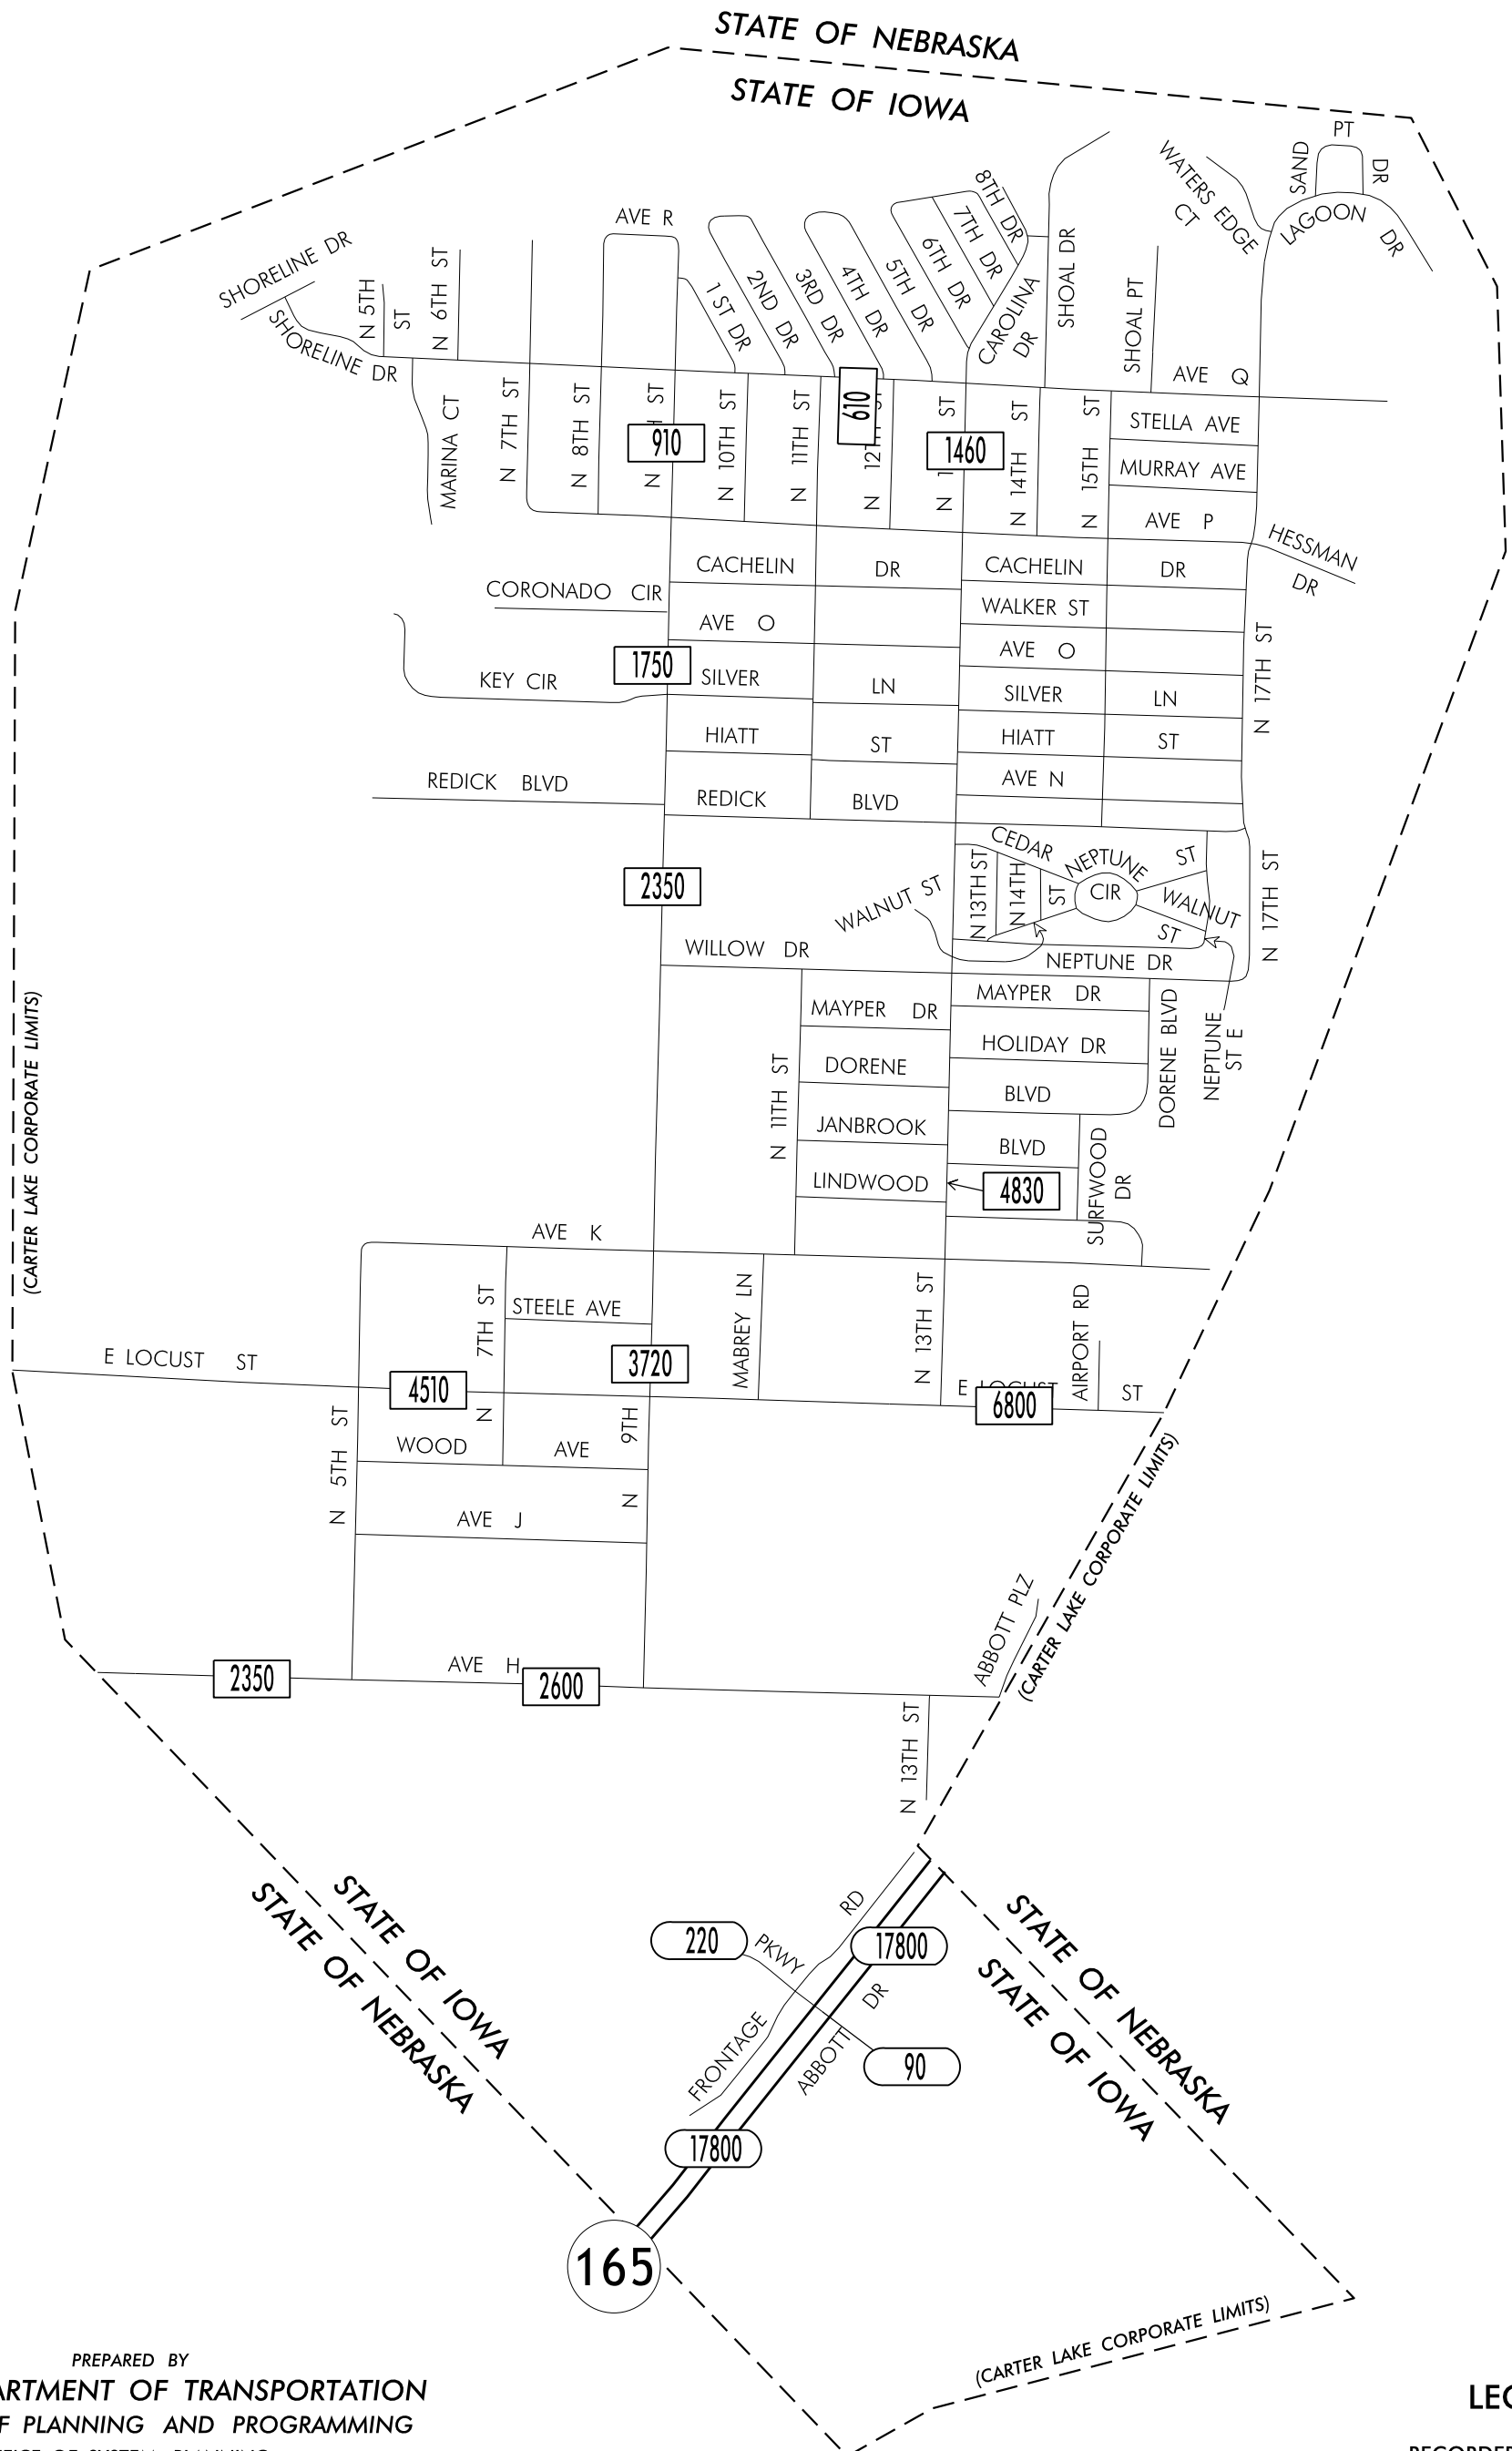 STATE OF NEBRASKA
STATE OF IOWA
SAND PT DR
LAGOON DR
WATERS EDGE CT
8TH DR
7TH DR
6TH DR
5TH DR
4TH DR
3RD DR
2ND DR
1 ST DR
AVE R
CAROLINA DR
SHOAL DR
SHOAL PT
SHORELINE DR
SHORELINE DR
N 5TH ST
N 6TH ST
AVE Q
MARINA CT
N 7TH ST
N 8TH ST
N ST
910
N 10TH ST
N 11TH ST
610
N 12TH ST
N ST
1460
N 14TH ST
N 15TH ST
STELLA AVE
MURRAY AVE
AVE P
HESSMAN DR
CACHELIN DR
CACHELIN DR
CORONADO CIR
WALKER ST
AVE O
AVE O
1750
KEY CIR
SILVER LN
SILVER LN
N 17TH ST
HIATT ST
HIATT ST
AVE N
REDICK BLVD
REDICK BLVD
CEDAR ST
NEPTUNE CIR
N 13TH ST
N 14TH ST
WALNUT ST
WALNUT ST
N 17TH ST
2350
WILLOW DR
NEPTUNE DR
MAYPER DR
MAYPER DR
HOLIDAY DR
DORENE BLVD
DORENE BLVD
NEPTUNE ST E
N 11TH ST
JANBROOK BLVD
LINDWOOD
4830
SURFWOOD DR
(CARTER LAKE CORPORATE LIMITS)
AVE K
N 7TH ST
STEELE AVE
MABREY LN
N 13TH ST
AIRPORT RD
E LOCUST ST
4510
3720
E LOCUST ST
6800
N 5TH ST
WOOD AVE
N 9TH
AVE J
(CARTER LAKE CORPORATE LIMITS)
ABBOTT PLZ
2350
AVE H
2600
N 13TH ST
STATE OF IOWA
STATE OF NEBRASKA
STATE OF NEBRASKA
STATE OF IOWA
220
PKWY
FRONTAGE RD
17800
ABBOTT DR
90
17800
165
(CARTER LAKE CORPORATE LIMITS)
PREPARED BY
ARTMENT OF TRANSPORTATION
F PLANNING AND PROGRAMMING